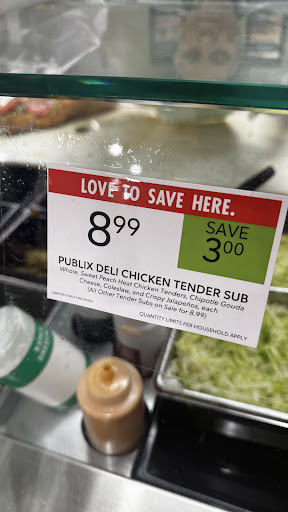 LOVE TO SAVE HERE.
8.99
SAVE
3.00
PUBLIX DELI CHICKEN TENDER SUB
Whole, Sweet Peach Heat Chicken Tenders, Chipotle Gouda
Cheese, Coleslaw, and Crispy Jalapeños, each
(All Other Tender Subs on Sale for 8.99)
QUANTITY LIMITS PER HOUSEHOLD APPLY